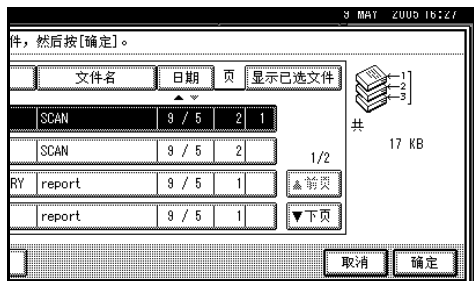 9 MAY 2005 16:27
件，然后按[确定]。
文件名 日期 页 显示已选文件
▲ ▼
SCAN 9 / 5 2 1
SCAN 9 / 5 2
RY report 9 / 5 1
report 9 / 5 1
1/2
▲前页
▼下页
1
2
3
共
17 KB
取消 确定